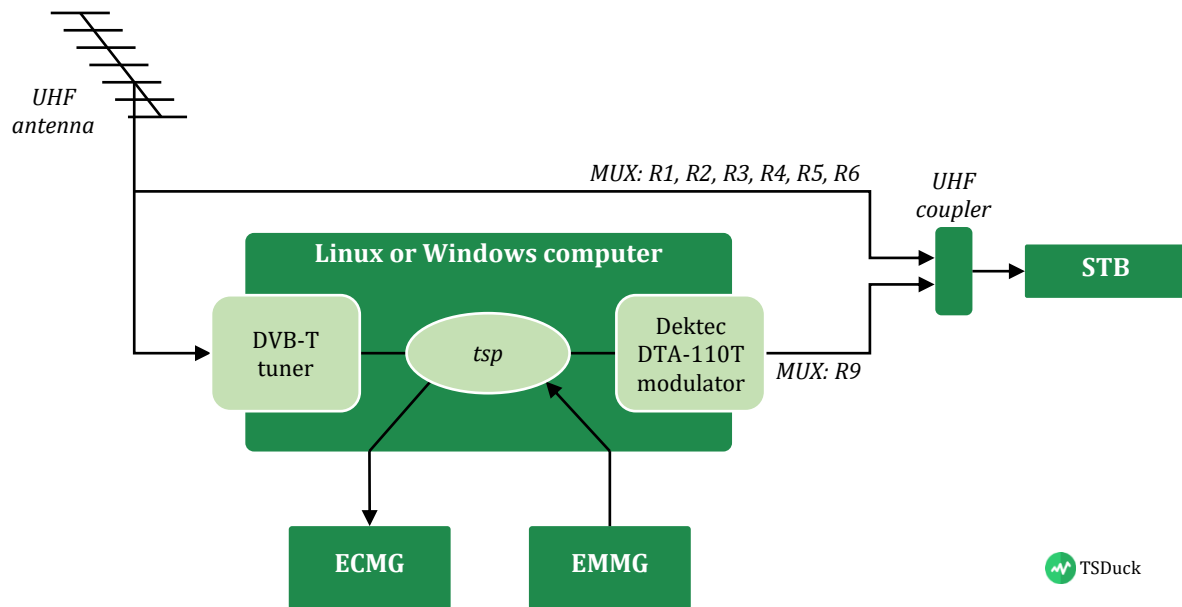 UHF
antenna
MUX: R1, R2, R3, R4, R5, R6
UHF
coupler
Linux or Windows computer
STB
DVB-T
tuner
tsp
Dektec
DTA-110T
modulator
MUX: R9
ECMG
EMMG
TSDuck